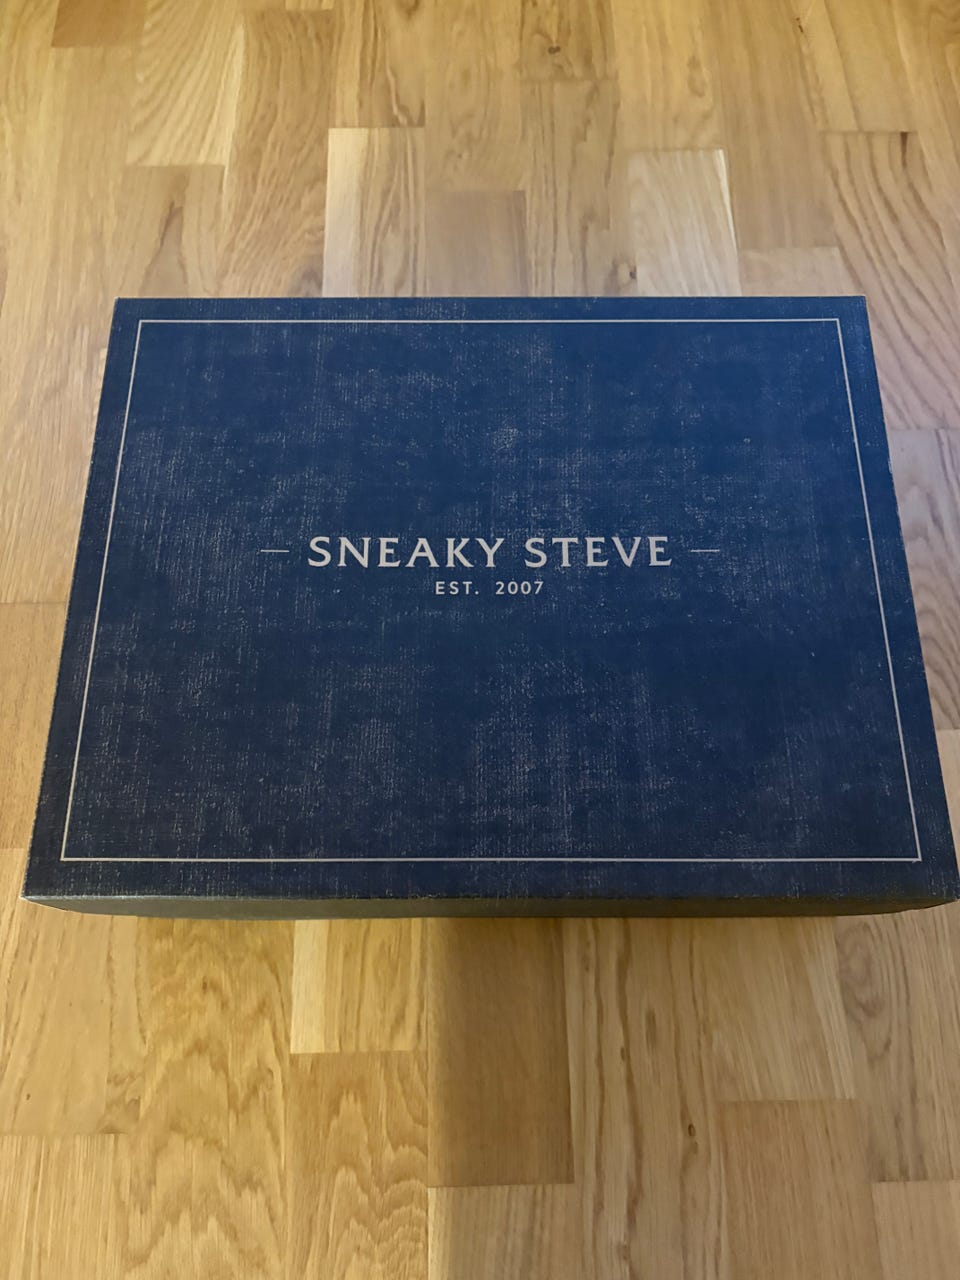 — SNEAKY STEVE —
EST. 2007